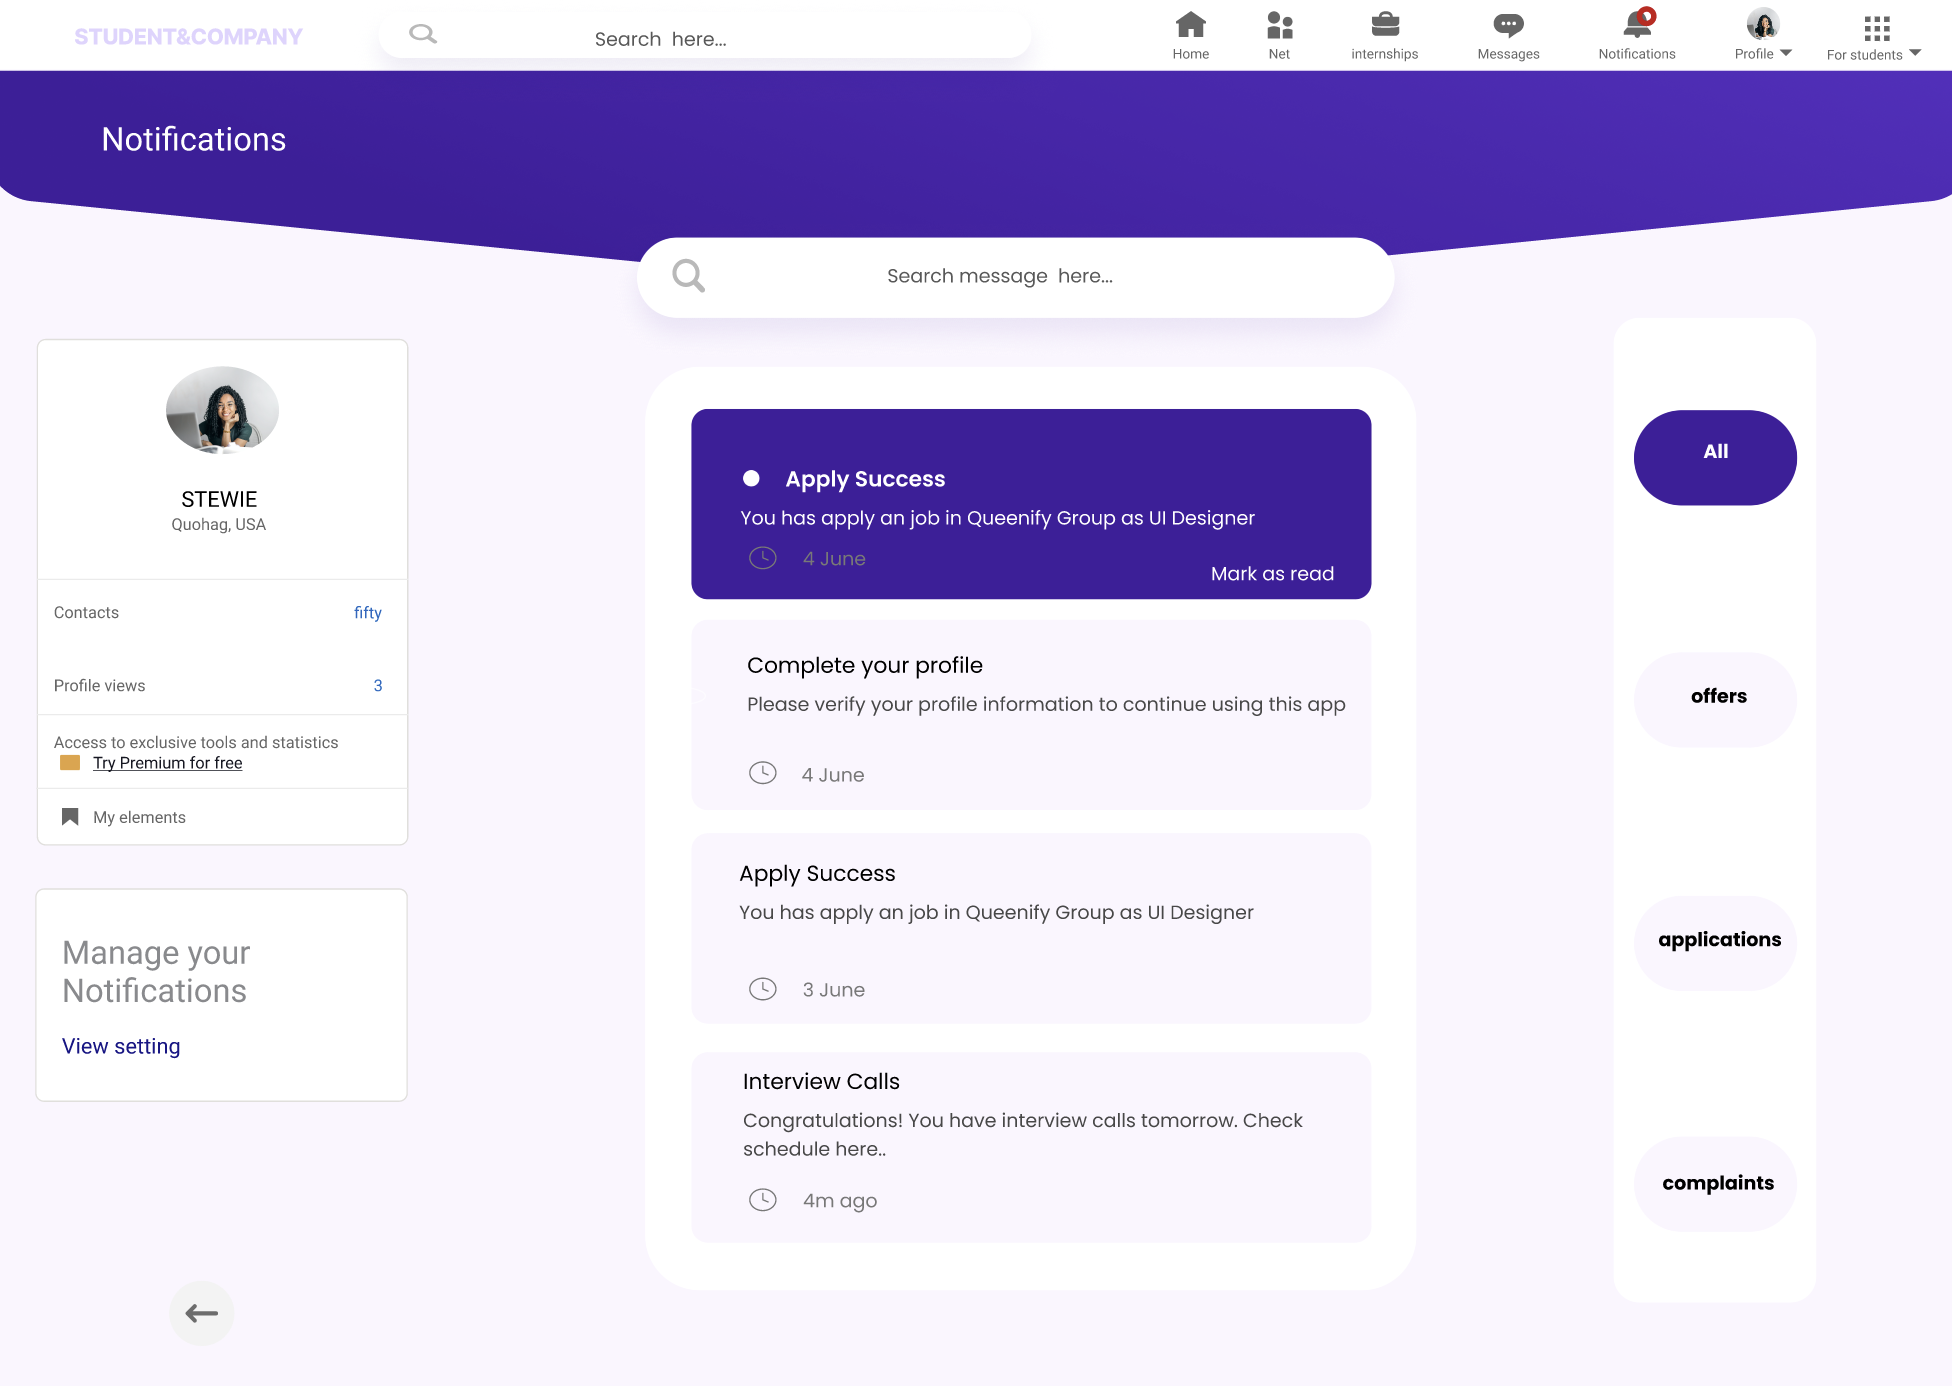 STUDENT&COMPANY
Search here...
Home
Net
internships
Messages
Notifications
Profile
For students
Notifications
Search message here...
STEWIE
Quohag, USA
Contacts
fifty
Profile views
3
Access to exclusive tools and statistics
Try Premium for free
My elements
Manage your
Notifications
View setting
Apply Success
You has apply an job in Queenify Group as UI Designer
4 June
Mark as read
Complete your profile
Please verify your profile information to continue using this app
4 June
Apply Success
You has apply an job in Queenify Group as UI Designer
3 June
Interview Calls
Congratulations! You have interview calls tomorrow. Check
schedule here..
4m ago
All
offers
applications
complaints